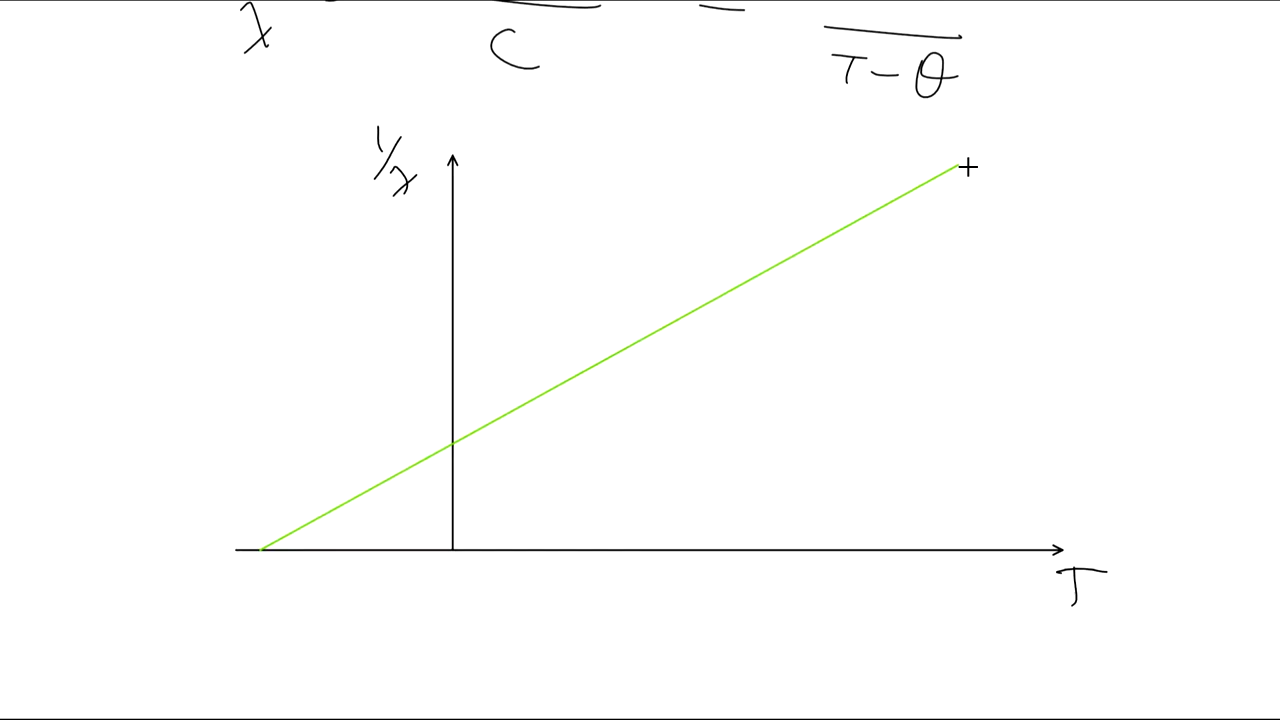 χ = C =
T - θ
1/χ
T